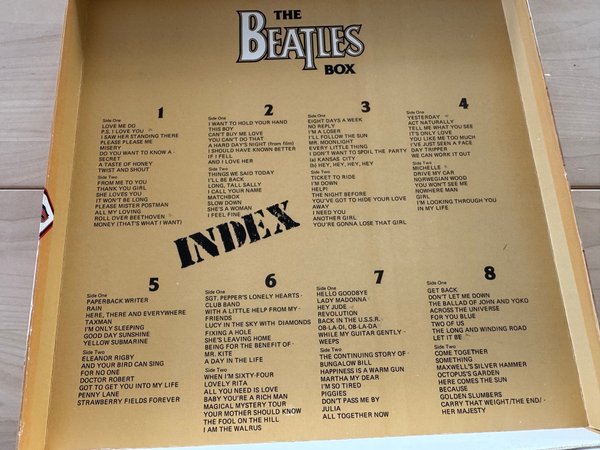 THE
BEATLES
BOX
1
Side One
LOVE ME DO
P.S. I LOVE YOU
I SAW HER STANDING THERE
PLEASE PLEASE ME
MISERY
DO YOU WANT TO KNOW A -
SECRET
A TASTE OF HONEY
TWIST AND SHOUT
Side Two
FROM ME TO YOU
THANK YOU GIRL
SHE LOVES YOU
IT WON'T BE LONG
PLEASE MISTER POSTMAN
ALL MY LOVING
ROLL OVER BEETHOVEN
MONEY (THAT'S WHAT I WANT)
2
Side One
I WANT TO HOLD YOUR HAND
THIS BOY
CAN'T BUY ME LOVE
YOU CAN'T DO THAT
A HARD DAY'S NIGHT (from film)
I SHOULD HAVE KNOWN BETTER
IF I FELL
AND I LOVE HER
Side Two
THINGS WE SAID TODAY
I'LL BE BACK
LONG, TALL SALLY
I CALL YOUR NAME
MATCHBOX
SLOW DOWN
SHE'S A WOMAN
I FEEL FINE
3
Side One
EIGHT DAYS A WEEK
NO REPLY
I'M A LOSER
I'LL FOLLOW THE SUN
MR. MOONLIGHT
EVERY LITTLE THING
I DON'T WANT TO SPOIL THE PARTY
(a) KANSAS CITY
(b) HEY, HEY, HEY, HEY
Side Two
TICKET TO RIDE
I'M DOWN
HELP!
THE NIGHT BEFORE
YOU'VE GOT TO HIDE YOUR LOVE
AWAY
I NEED YOU
ANOTHER GIRL
YOU'RE GONNA LOSE THAT GIRL
4
Side One
YESTERDAY
ACT NATURALLY
TELL ME WHAT YOU SEE
IT'S ONLY LOVE
YOU LIKE ME TOO MUCH
I'VE JUST SEEN A FACE
DAY TRIPPER
WE CAN WORK IT OUT
Side Two
MICHELLE
DRIVE MY CAR
NORWEGIAN WOOD
YOU WON'T SEE ME
NOWHERE MAN
GIRL
I'M LOOKING THROUGH YOU
IN MY LIFE
INDEX
5
Side One
PAPERBACK WRITER
RAIN
HERE, THERE AND EVERYWHERE
TAXMAN
I'M ONLY SLEEPING
GOOD DAY SUNSHINE
YELLOW SUBMARINE
Side Two
ELEANOR RIGBY
AND YOUR BIRD CAN SING
FOR NO ONE
DOCTOR ROBERT
GOT TO GET YOU INTO MY LIFE
PENNY LANE
STRAWBERRY FIELDS FOREVER
6
Side One
SGT. PEPPER'S LONELY HEARTS -
CLUB BAND
WITH A LITTLE HELP FROM MY -
FRIENDS
LUCY IN THE SKY WITH DIAMONDS
FIXING A HOLE
SHE'S LEAVING HOME
BEING FOR THE BENEFIT OF -
MR. KITE
A DAY IN THE LIFE
Side Two
WHEN I'M SIXTY-FOUR
LOVELY RITA
ALL YOU NEED IS LOVE
BABY YOU'RE A RICH MAN
MAGICAL MYSTERY TOUR
YOUR MOTHER SHOULD KNOW
THE FOOL ON THE HILL
I AM THE WALRUS
7
Side One
HELLO GOODBYE
LADY MADONNA
HEY JUDE
REVOLUTION
BACK IN THE U.S.S.R.
OB-LA-DI, OB-LA-DA
WHILE MY GUITAR GENTLY -
WEEPS
Side Two
THE CONTINUING STORY OF -
BUNGALOW BILL
HAPPINESS IS A WARM GUN
MARTHA MY DEAR
I'M SO TIRED
PIGGIES
DON'T PASS ME BY
JULIA
ALL TOGETHER NOW
8
Side One
GET BACK
DON'T LET ME DOWN
THE BALLAD OF JOHN AND YOKO
ACROSS THE UNIVERSE
FOR YOU BLUE
TWO OF US
THE LONG AND WINDING ROAD
LET IT BE
Side Two
COME TOGETHER
SOMETHING
MAXWELL'S SILVER HAMMER
OCTOPUS'S GARDEN
HERE COMES THE SUN
BECAUSE
GOLDEN SLUMBERS
CARRY THAT WEIGHT/THE END/-
HER MAJESTY